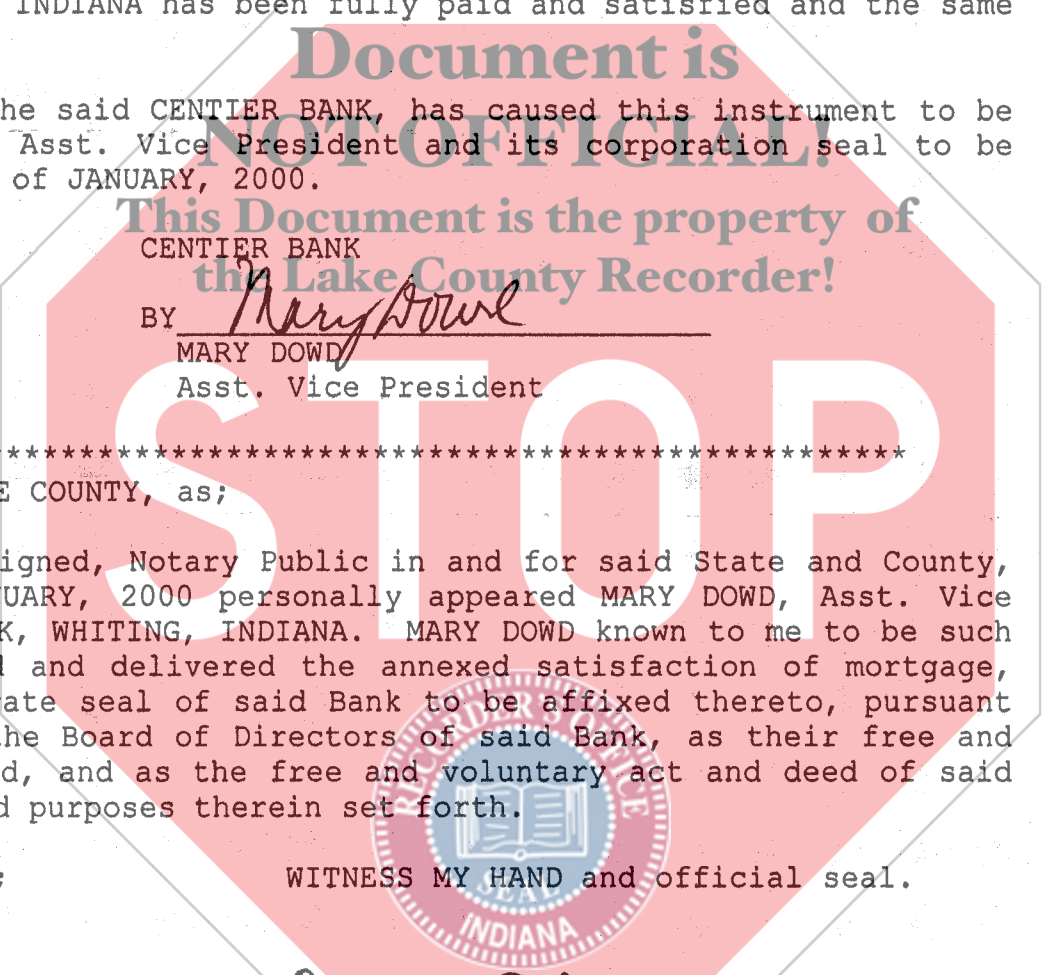 INDIANA has been fully paid and satisfied and the same
Document is
he said CENTIER BANK, has caused this instrument to be
NOT OFFICIAL!
Asst. Vice President and its corporation seal to be
of JANUARY, 2000.
This Document is the property of
CENTIER BANK
the Lake County Recorder!
BY Mary Dowd
MARY DOWD
Asst. Vice President
STOP
**************************************************
E COUNTY, as;
igned, Notary Public in and for said State and County,
UARY, 2000 personally appeared MARY DOWD, Asst. Vice
K, WHITING, INDIANA. MARY DOWD known to me to be such
d and delivered the annexed satisfaction of mortgage,
ate seal of said Bank to be affixed thereto, pursuant
he Board of Directors of said Bank, as their free and
d, and as the free and voluntary act and deed of said
d purposes therein set forth.
; WITNESS MY HAND and official seal.
RECORDER'S OFFICE
SEAL
INDIANA